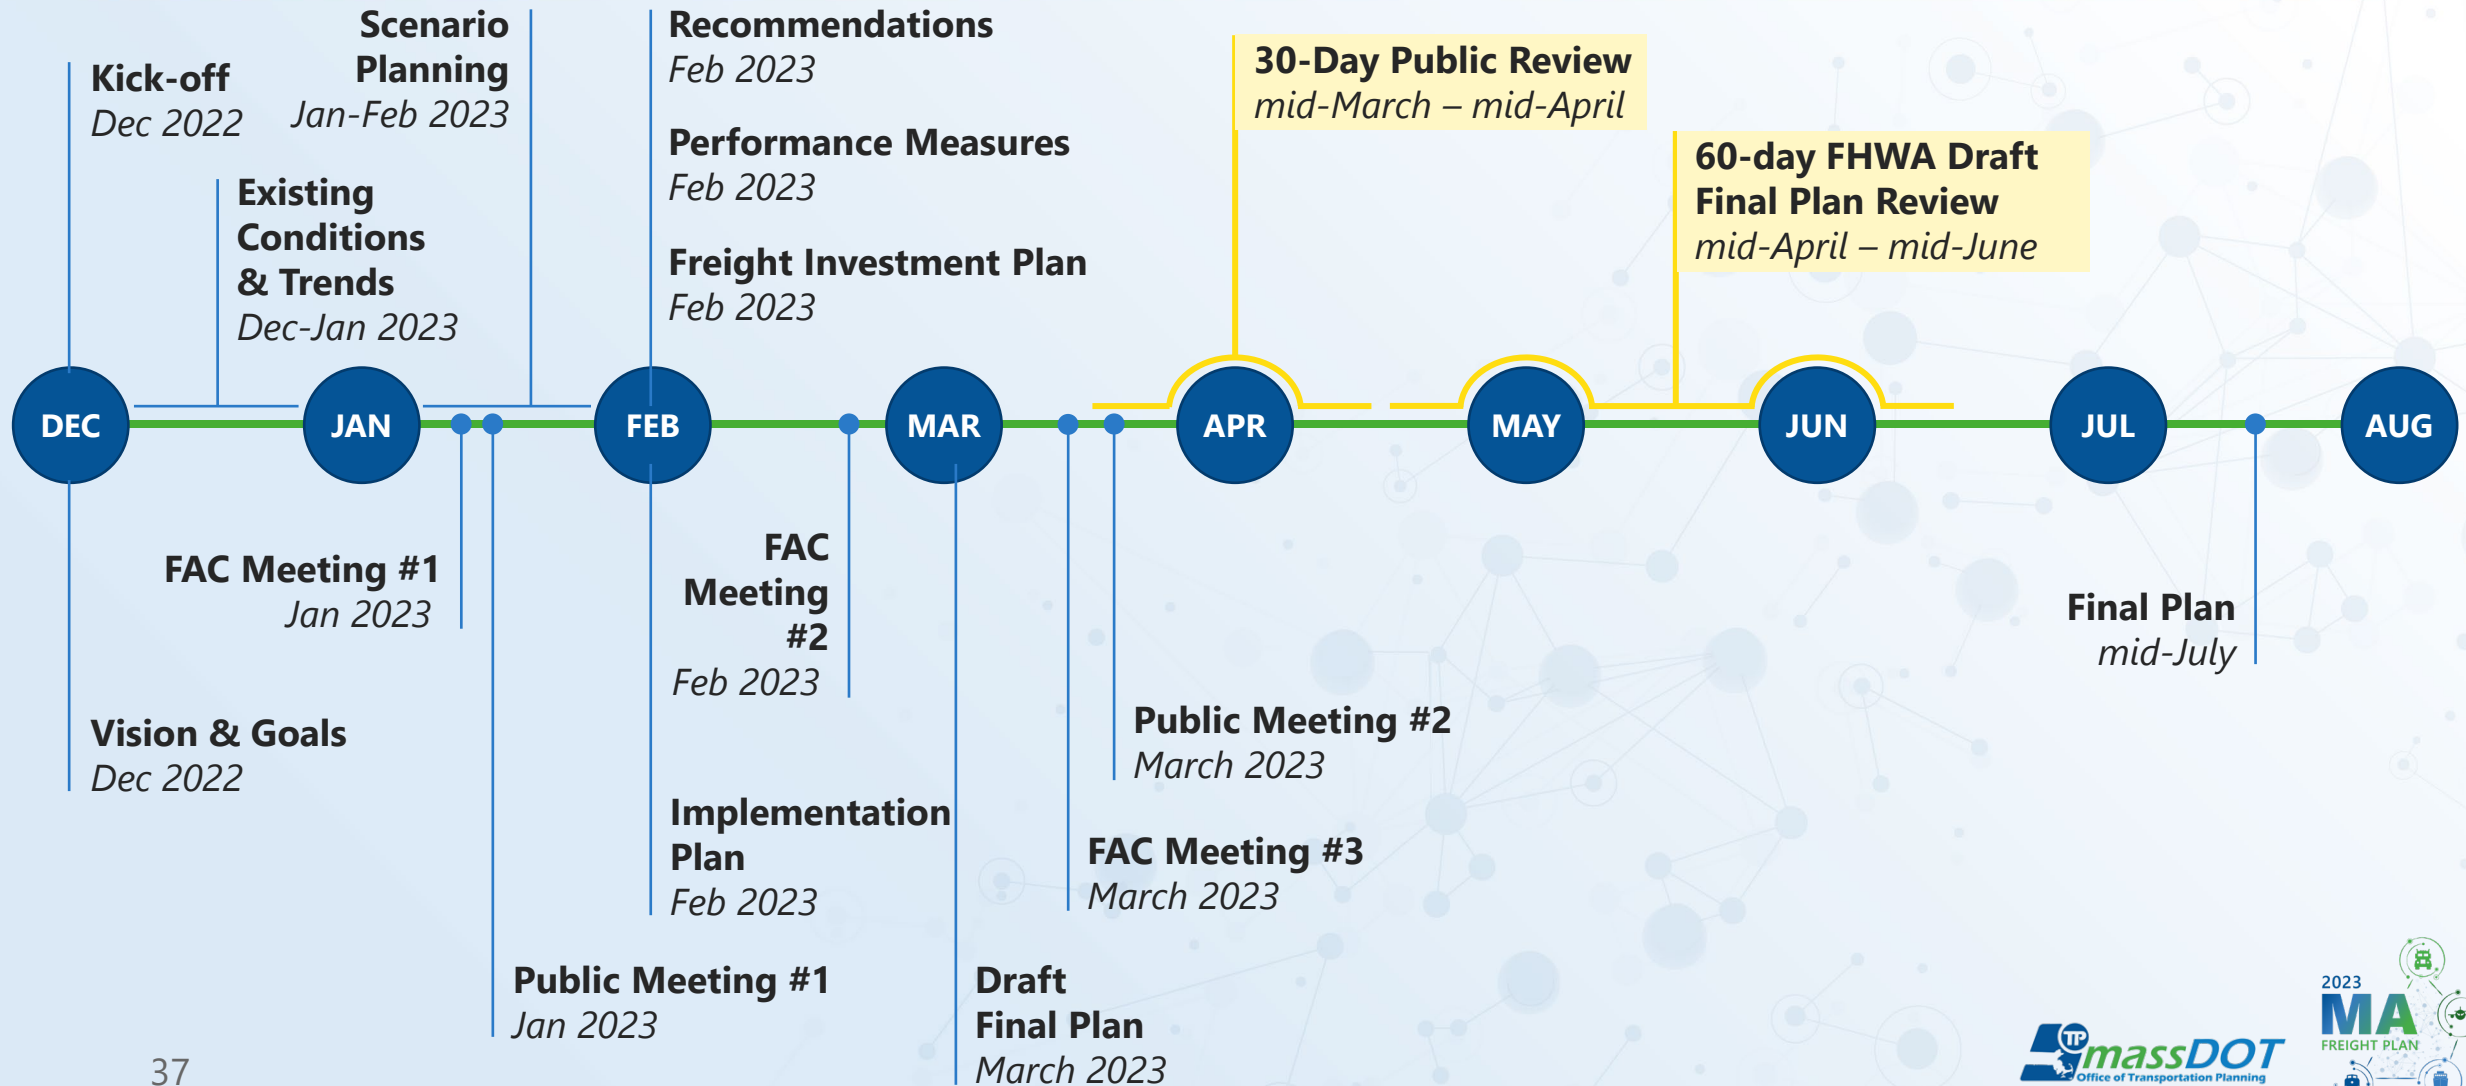 Scenario
Planning
Jan-Feb 2023
Recommendations
Feb 2023
Kick-off
Dec 2022
30-Day Public Review
mid-March – mid-April
Performance Measures
Feb 2023
60-day FHWA Draft
Final Plan Review
mid-April – mid-June
Existing
Conditions
& Trends
Dec-Jan 2023
Freight Investment Plan
Feb 2023
DEC
JAN
FEB
MAR
APR
MAY
JUN
JUL
AUG
FAC Meeting #1
Jan 2023
FAC
Meeting
#2
Feb 2023
Final Plan
mid-July
Vision & Goals
Dec 2022
Public Meeting #2
March 2023
Implementation
Plan
Feb 2023
FAC Meeting #3
March 2023
Public Meeting #1
Jan 2023
Draft
Final Plan
March 2023
37
TP
massDOT
Office of Transportation Planning
2023
MA
FREIGHT PLAN